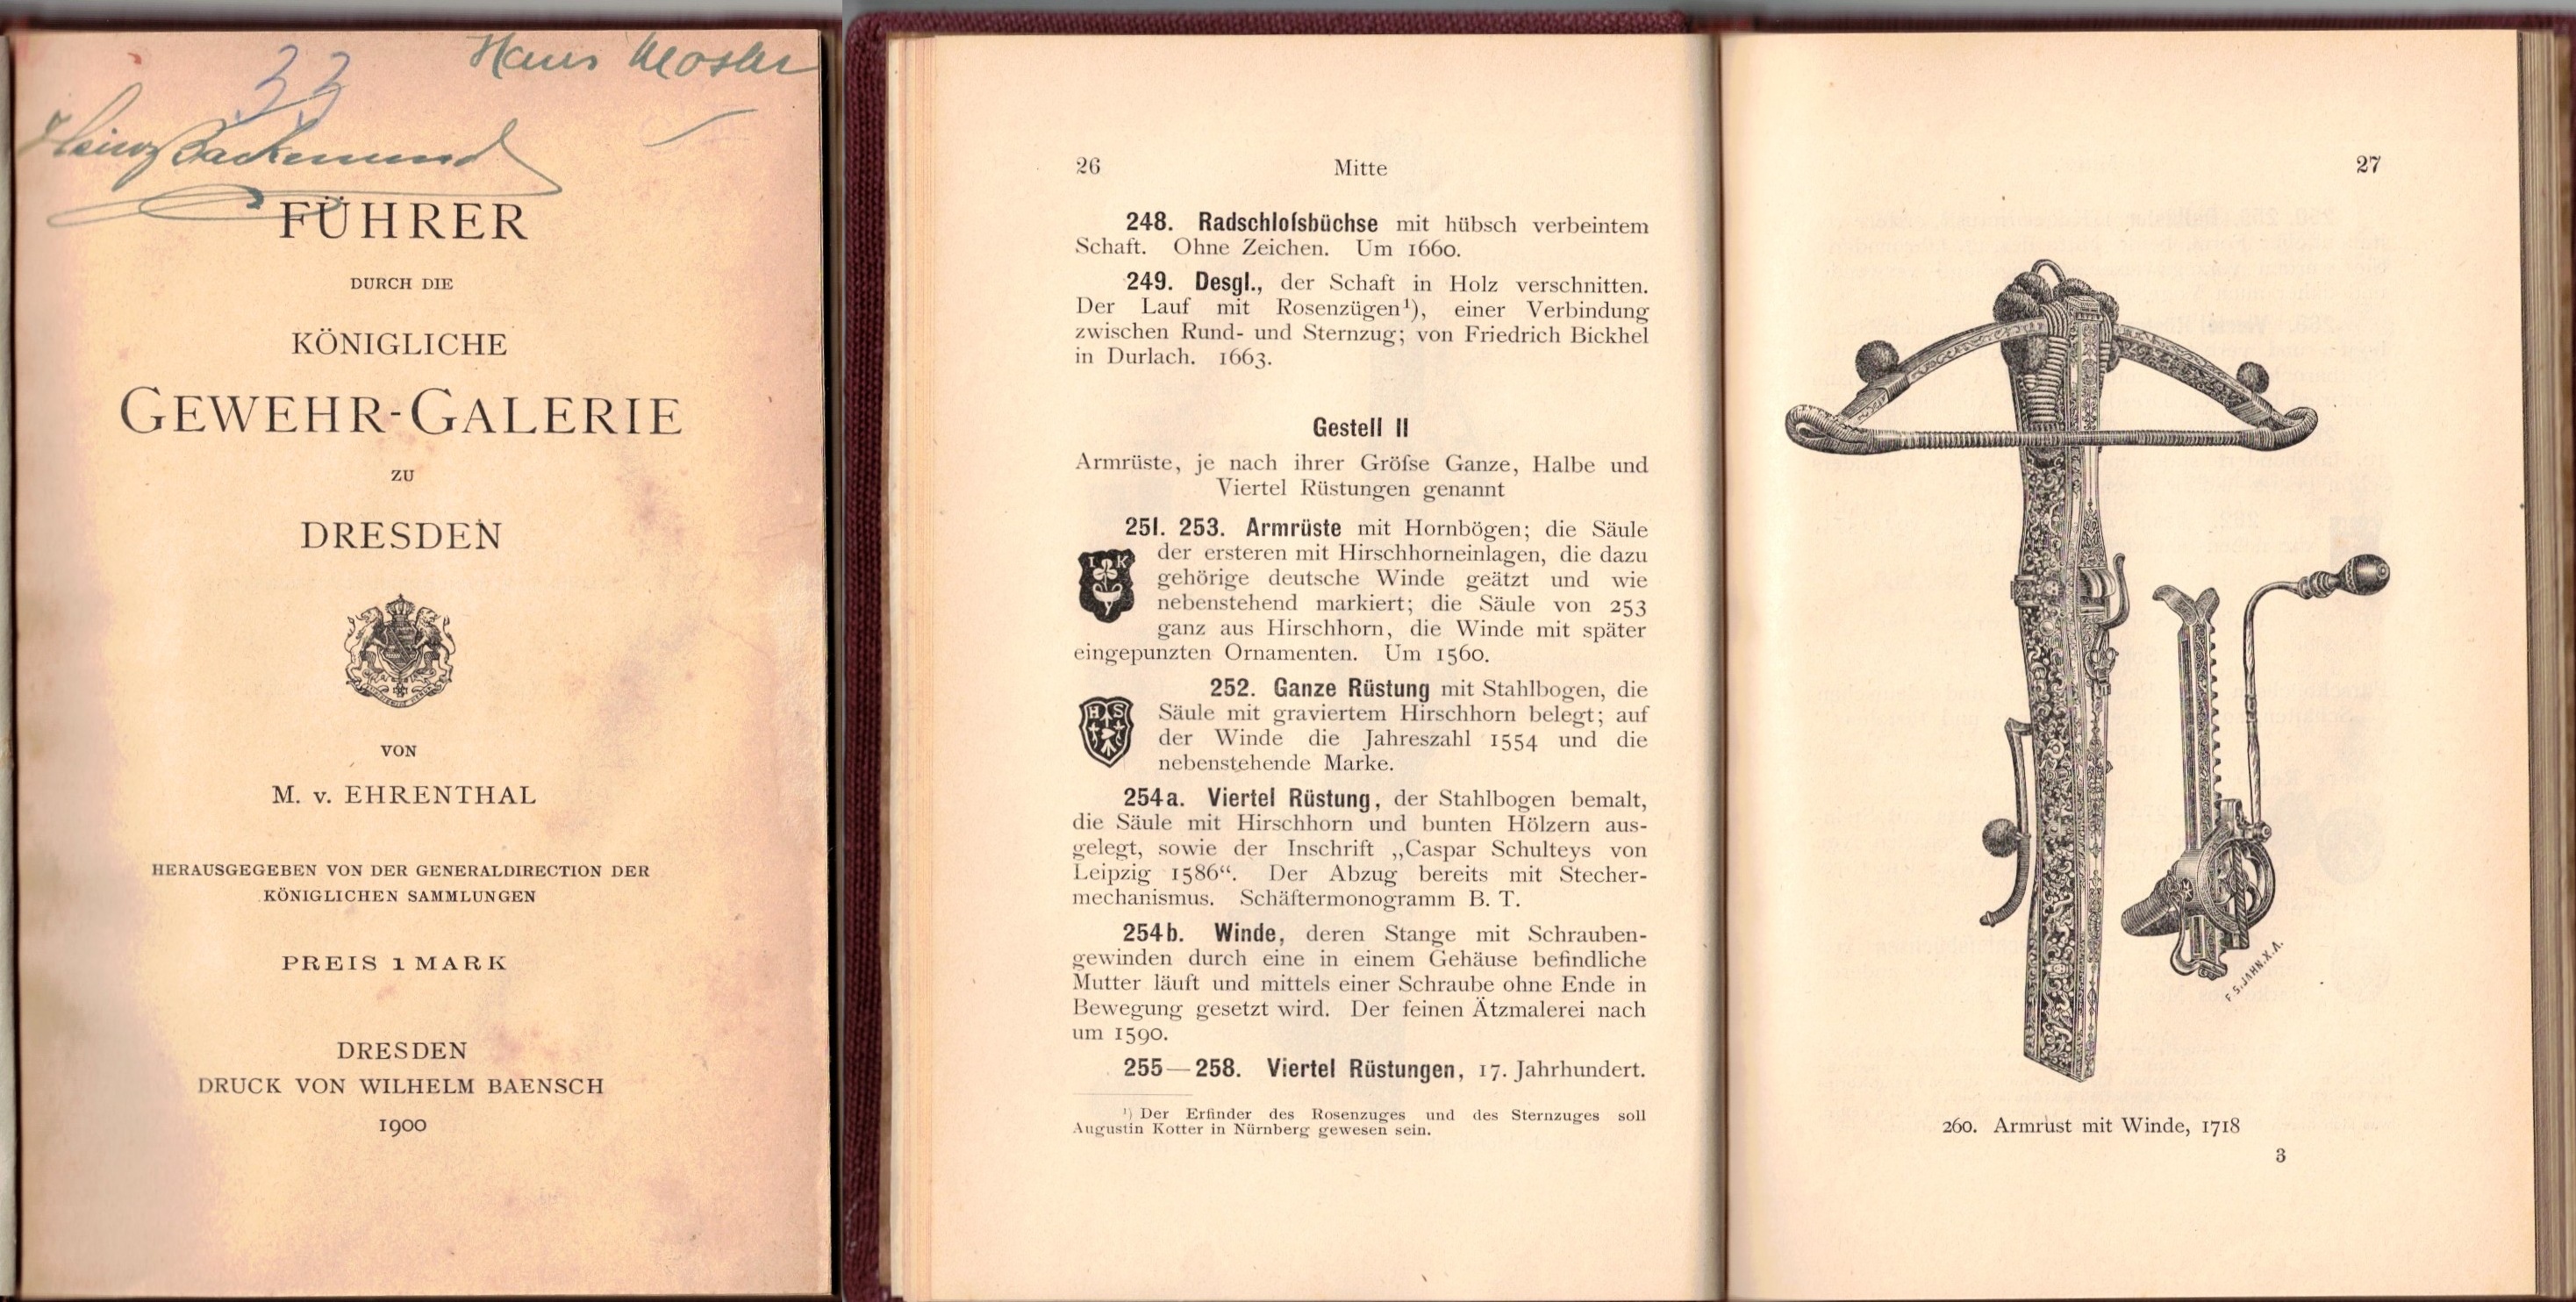 Hans Mosler
33
Heinz Backemund
FÜHRER
DURCH DIE
KÖNIGLICHE
GEWEHR-GALERIE
ZU
DRESDEN
VON
M. v. EHRENTHAL
HERAUSGEGEBEN VON DER GENERALDIRECTION DER
KÖNIGLICHEN SAMMLUNGEN
PREIS 1 MARK
DRESDEN
DRUCK VON WILHELM BAENSCH
1900
26 Mitte
248. Radschloſsbüchse mit hübsch verbeintem
Schaft. Ohne Zeichen. Um 1660.
249. Desgl., der Schaft in Holz verschnitten.
Der Lauf mit Rosenzügen¹), einer Verbindung
zwischen Rund- und Sternzug; von Friedrich Bickhel
in Durlach. 1663.
Gestell II
Armrüste, je nach ihrer Gröſse Ganze, Halbe und
Viertel Rüstungen genannt
251. 253. Armrüste mit Hornbögen; die Säule
der ersteren mit Hirschhorneinlagen, die dazu
gehörige deutsche Winde geätzt und wie
nebenstehend markiert; die Säule von 253
ganz aus Hirschhorn, die Winde mit später
eingepunzten Ornamenten. Um 1560.
I K
252. Ganze Rüstung mit Stahlbogen, die
Säule mit graviertem Hirschhorn belegt; auf
der Winde die Jahreszahl 1554 und die
nebenstehende Marke.
H S
254a. Viertel Rüstung, der Stahlbogen bemalt,
die Säule mit Hirschhorn und bunten Hölzern aus-
gelegt, sowie der Inschrift „Caspar Schulteys von
Leipzig 1586“. Der Abzug bereits mit Stecher-
mechanismus. Schäftermonogramm B. T.
254b. Winde, deren Stange mit Schrauben-
gewinden durch eine in einem Gehäuse befindliche
Mutter läuft und mittels einer Schraube ohne Ende in
Bewegung gesetzt wird. Der feinen Ätzmalerei nach
um 1590.
255—258. Viertel Rüstungen, 17. Jahrhundert.
¹) Der Erfinder des Rosenzuges und des Sternzuges soll
Augustin Kotter in Nürnberg gewesen sein.
27
F.S.JAHN.X.A.
260. Armrust mit Winde, 1718
3